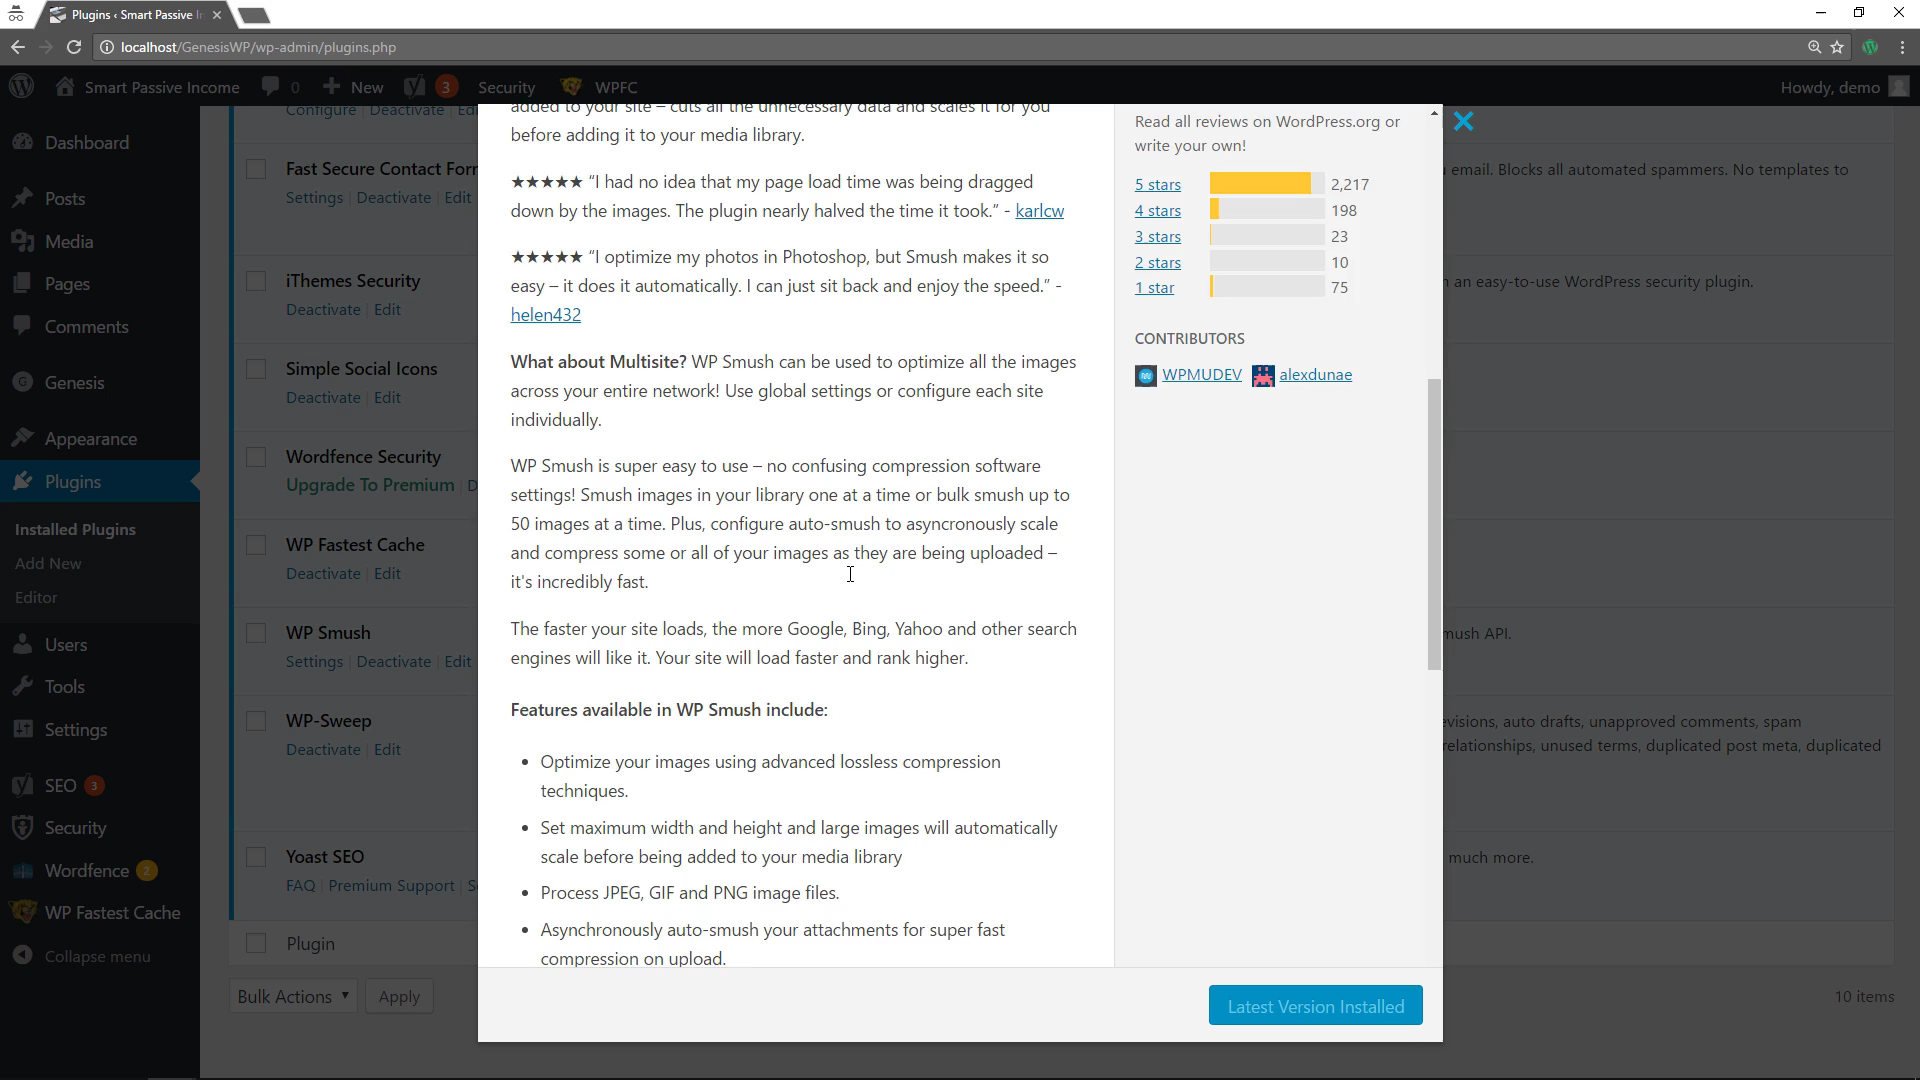 Plugins ‹ Smart Passive
localhost/GenesisWP/wp-admin/plugins.php
Smart Passive Income
0
New
3
Security
WPFC
Howdy, demo
Dashboard
Posts
Media
Pages
Comments
Genesis
Appearance
Plugins
Installed Plugins
Add New
Editor
Users
Tools
Settings
SEO 3
Security
Wordfence 2
WP Fastest Cache
Collapse menu
Configure Deactivate
Fast Secure Contact
Settings Deactivate Edit
iThemes Security
Deactivate Edit
Simple Social Icons
Deactivate Edit
Wordfence Security
Upgrade To Premium
WP Fastest Cache
Deactivate Edit
WP Smush
Settings Deactivate Edit
WP-Sweep
Deactivate Edit
Yoast SEO
FAQ Premium Support
Plugin
Bulk Actions
Apply
added to your site – cuts all the unnecessary data and scales it for you
before adding it to your media library.
★★★★★ “I had no idea that my page load time was being dragged
down by the images. The plugin nearly halved the time it took.” - karlcw
★★★★★ “I optimize my photos in Photoshop, but Smush makes it so
easy – it does it automatically. I can just sit back and enjoy the speed.” -
helen432
What about Multisite? WP Smush can be used to optimize all the images
across your entire network! Use global settings or configure each site
individually.
WP Smush is super easy to use – no confusing compression software
settings! Smush images in your library one at a time or bulk smush up to
50 images at a time. Plus, configure auto-smush to asyncronously scale
and compress some or all of your images as they are being uploaded –
it's incredibly fast.
The faster your site loads, the more Google, Bing, Yahoo and other search
engines will like it. Your site will load faster and rank higher.
Features available in WP Smush include:
• Optimize your images using advanced lossless compression
techniques.
• Set maximum width and height and large images will automatically
scale before being added to your media library
• Process JPEG, GIF and PNG image files.
• Asynchronously auto-smush your attachments for super fast
compression on upload.
Read all reviews on WordPress.org or
write your own!
5 stars 2,217
4 stars 198
3 stars 23
2 stars 10
1 star 75
CONTRIBUTORS
WPMUDEV alexdunae
Latest Version Installed
email. Blocks all automated spammers. No templates to
an easy-to-use WordPress security plugin.
API.
auto drafts, unapproved comments, spam
unused terms, duplicated post meta, duplicated
much more.
10 items